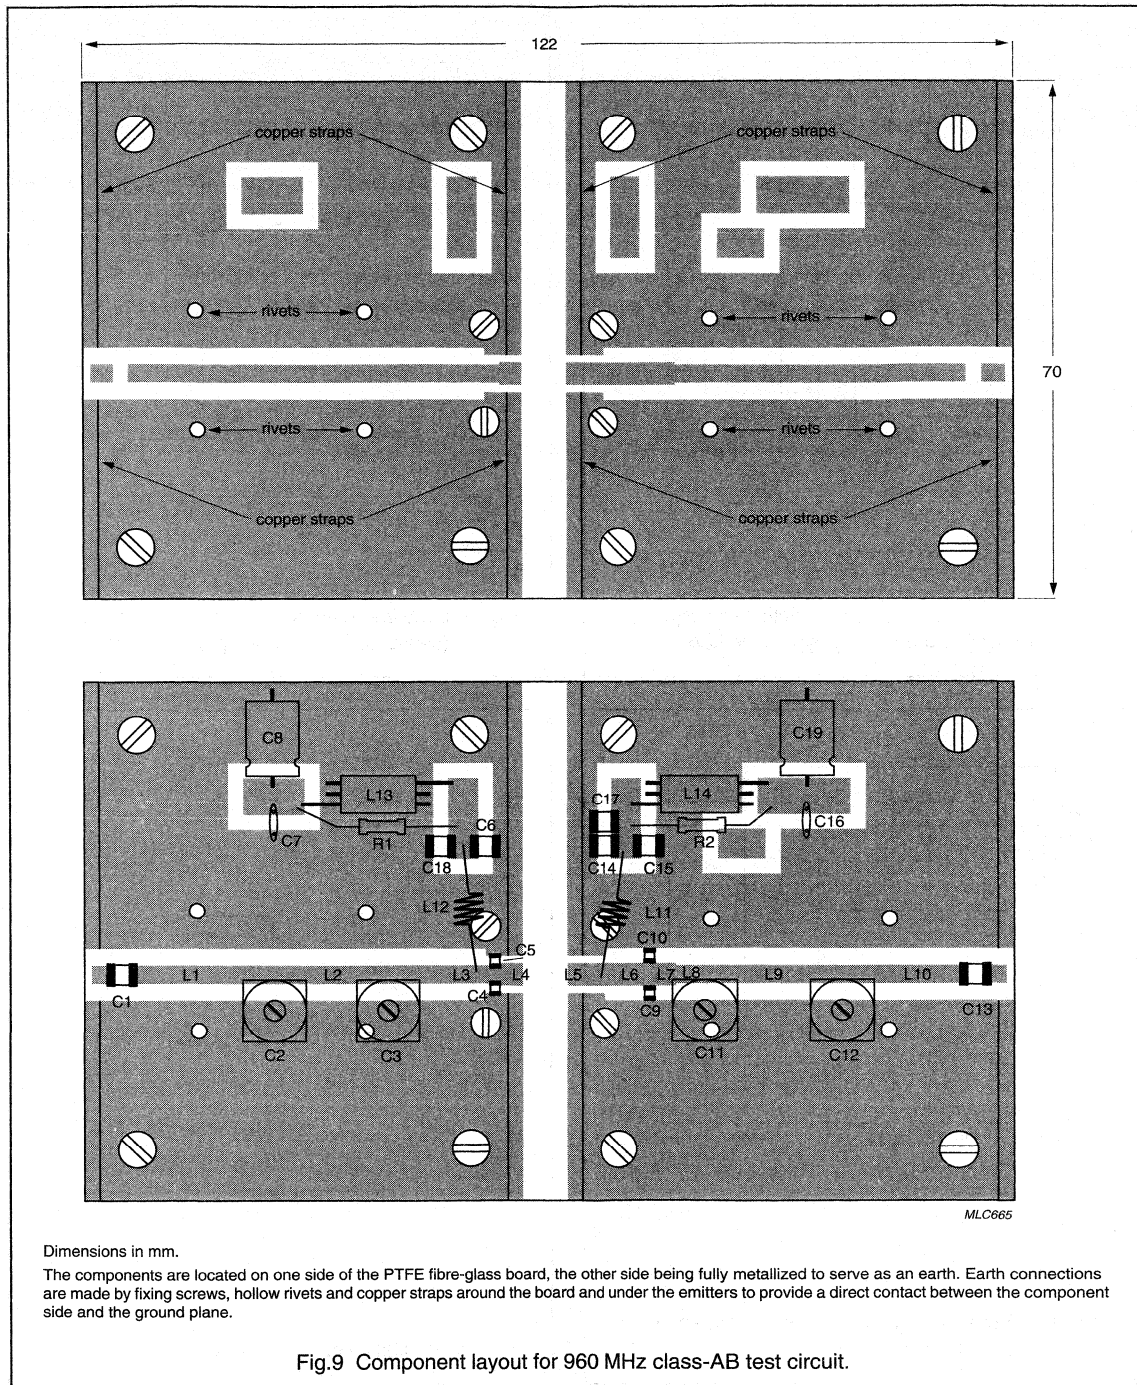 122
copper straps
copper straps
rivets
rivets
70
rivets
rivets
copper straps
copper straps
C8
C19
L13
L14
C17
C7
C6
C16
R1
R2
C18
C14
C15
L12
L11
C10
C5
L1
L2
L3
L4
L5
L6
L7
L8
L9
L10
C1
C4
C9
C13
C2
C3
C11
C12
MLC665
Dimensions in mm.
The components are located on one side of the PTFE fibre-glass board, the other side being fully metallized to serve as an earth. Earth connections
are made by fixing screws, hollow rivets and copper straps around the board and under the emitters to provide a direct contact between the component
side and the ground plane.
Fig.9 Component layout for 960 MHz class-AB test circuit.